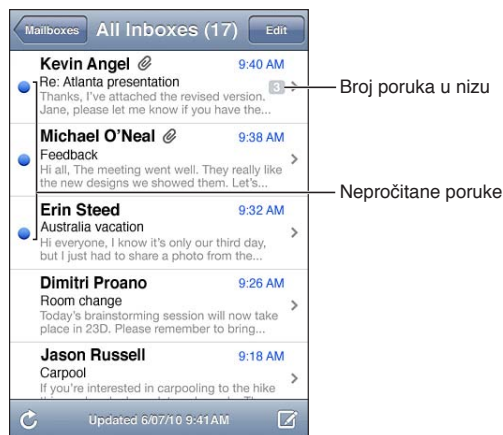 Mailboxes All Inboxes (17) Edit
Kevin Angel 9:40 AM
Re: Atlanta presentation
3
Thanks, I've attached the revised version.
Jane, please let me know if you have the...
Broj poruka u nizu
Michael O'Neal 9:38 AM
Feedback
Hi all, The meeting went well. They really like
the new designs we showed them. Let's...
Nepročitane poruke
Erin Steed 9:32 AM
Australia vacation
Hi everyone, I know it's only our third day,
but I just had to share a photo from the...
Dimitri Proano 9:26 AM
Room change
Today's brainstorming session will now take
place in 23D. Please remember to bring...
Jason Russell 9:18 AM
Carpool
If you're interested in carpooling to the hike
Updated 6/07/10 9:41AM